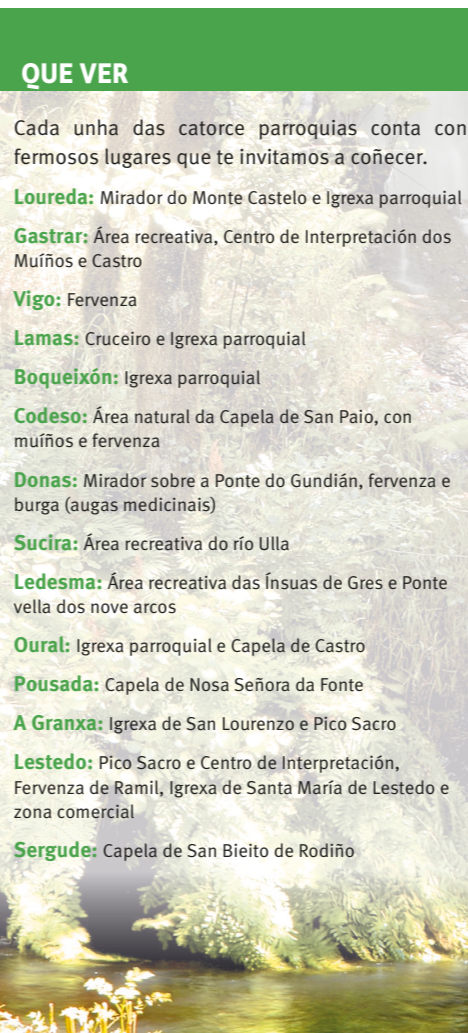 QUE VER
Cada unha das catorce parroquias conta con
fermosos lugares que te invitamos a coñecer.
Loureda: Mirador do Monte Castelo e Igrexa parroquial
Gastrar: Área recreativa, Centro de Interpretación dos
Muíños e Castro
Vigo: Fervenza
Lamas: Cruceiro e Igrexa parroquial
Boqueixón: Igrexa parroquial
Codeso: Área natural da Capela de San Paio, con
muíños e fervenza
Donas: Mirador sobre a Ponte do Gundián, fervenza e
burga (augas medicinais)
Sucira: Área recreativa do río Ulla
Ledesma: Área recreativa das Ínsuas de Gres e Ponte
vella dos nove arcos
Oural: Igrexa parroquial e Capela de Castro
Pousada: Capela de Nosa Señora da Fonte
A Granxa: Igrexa de San Lourenzo e Pico Sacro
Lestedo: Pico Sacro e Centro de Interpretación,
Fervenza de Ramil, Igrexa de Santa María de Lestedo e
zona comercial
Sergude: Capela de San Bieito de Rodiño